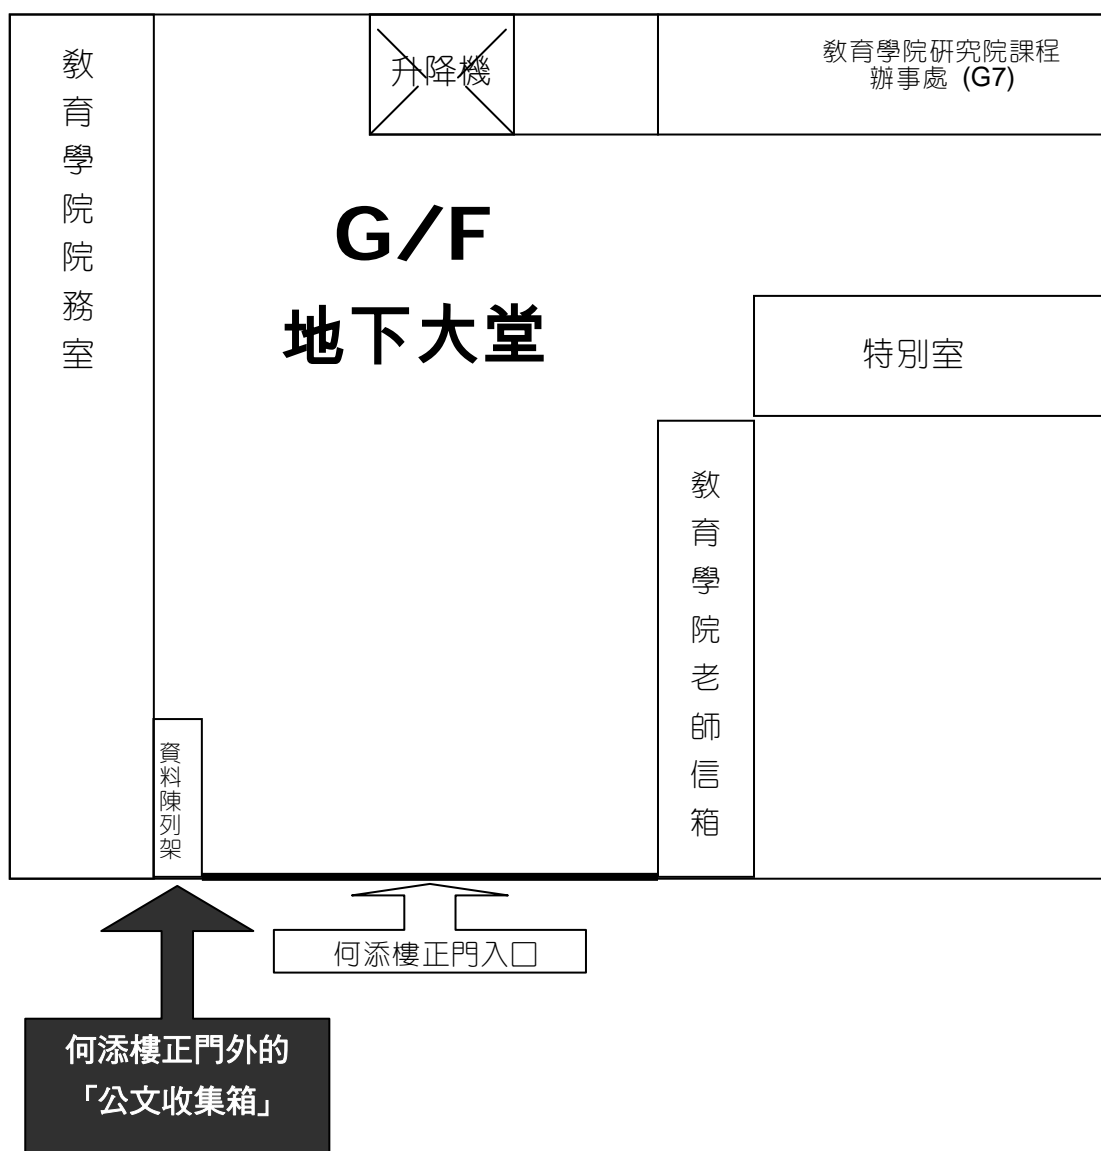 教育學院院務室
升降機
教育學院研究院課程
辦事處 (G7)
G/F
地下大堂
特別室
教育學院老師信箱
資料陳列架
何添樓正門入口
何添樓正門外的
「公文收集箱」